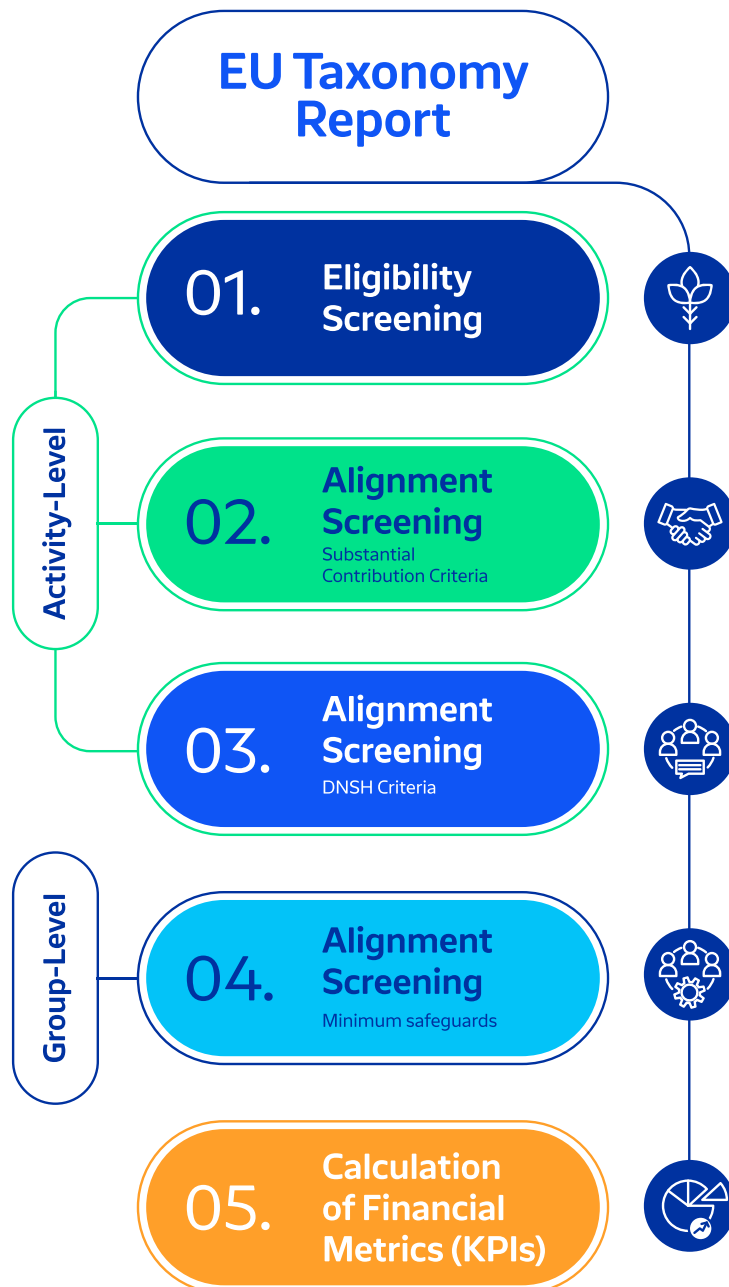 EU Taxonomy
Report
01.
Eligibility
Screening
Activity-Level
02.
Alignment
Screening
Substantial
Contribution Criteria
03.
Alignment
Screening
DNSH Criteria
Group-Level
04.
Alignment
Screening
Minimum safeguards
05.
Calculation
of Financial
Metrics (KPIs)